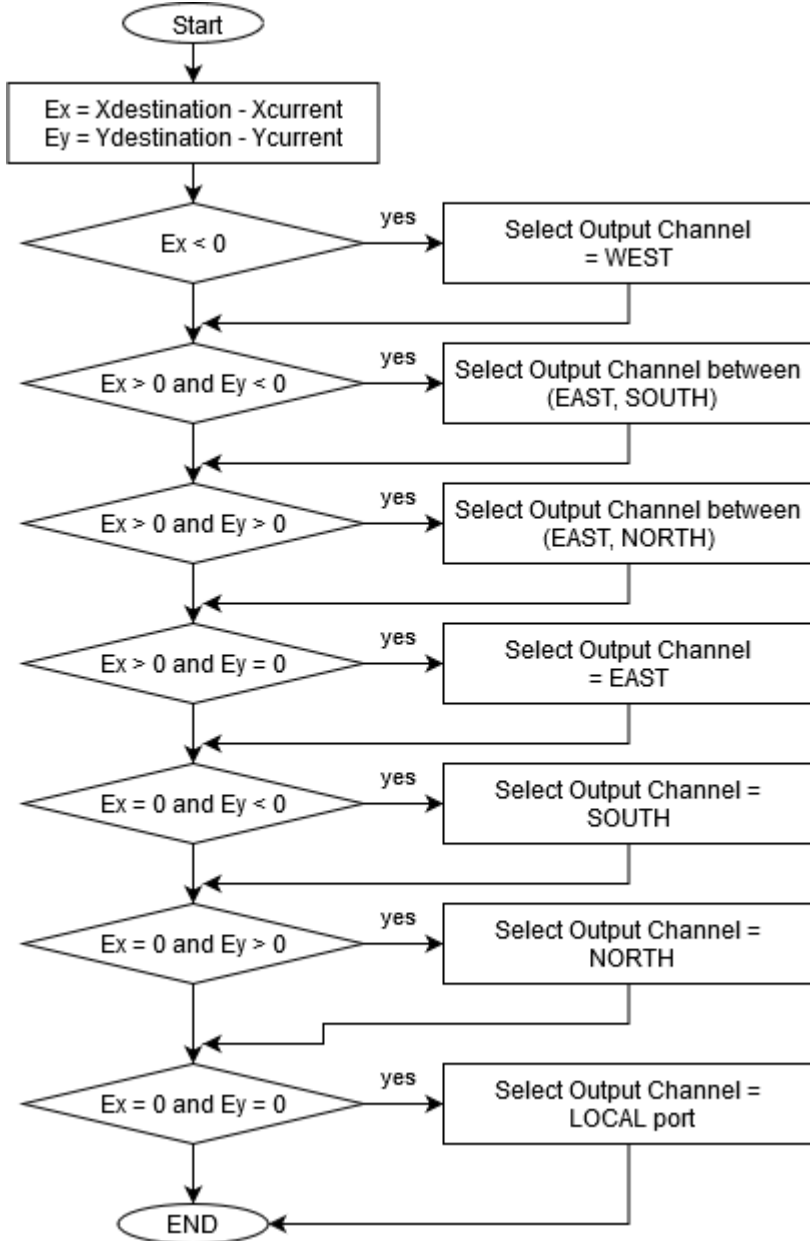 Start
Ex = Xdestination - Xcurrent
Ey = Ydestination - Ycurrent
Ex < 0
yes
Select Output Channel
= WEST
Ex > 0 and Ey < 0
yes
Select Output Channel between
(EAST, SOUTH)
Ex > 0 and Ey > 0
yes
Select Output Channel between
(EAST, NORTH)
Ex > 0 and Ey = 0
yes
Select Output Channel
= EAST
Ex = 0 and Ey < 0
yes
Select Output Channel =
SOUTH
Ex = 0 and Ey > 0
yes
Select Output Channel =
NORTH
Ex = 0 and Ey = 0
yes
Select Output Channel =
LOCAL port
END